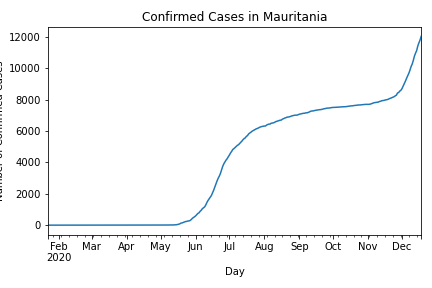 Confirmed Cases in Mauritania
12000
10000
8000
6000
4000
2000
0
Number of Confirmed Cases
Feb Mar Apr May Jun Jul Aug Sep Oct Nov Dec
2020
Day